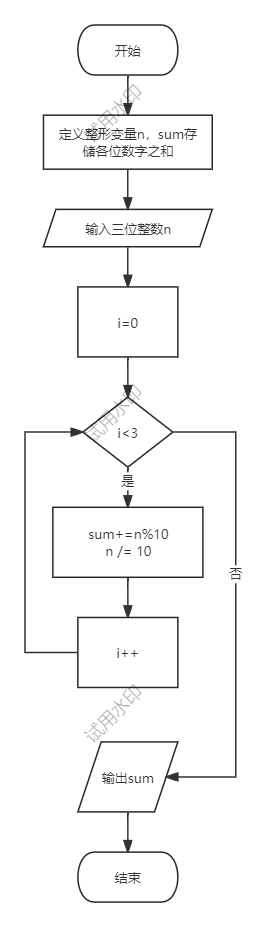 开始
试用水印
定义整形变量n，sum存
储各位数字之和
输入三位整数n
i=0
试用水印
i<3
是
sum+=n%10
n /= 10
否
i++
试用水印
输出sum
结束